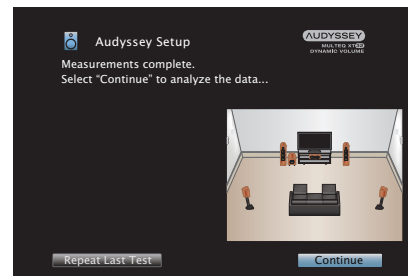 Audyssey Setup
AUDYSSEY
MULTEQ XT32
DYNAMIC VOLUME
Measurements complete.
Select “Continue” to analyze the data...
Repeat Last Test
Continue